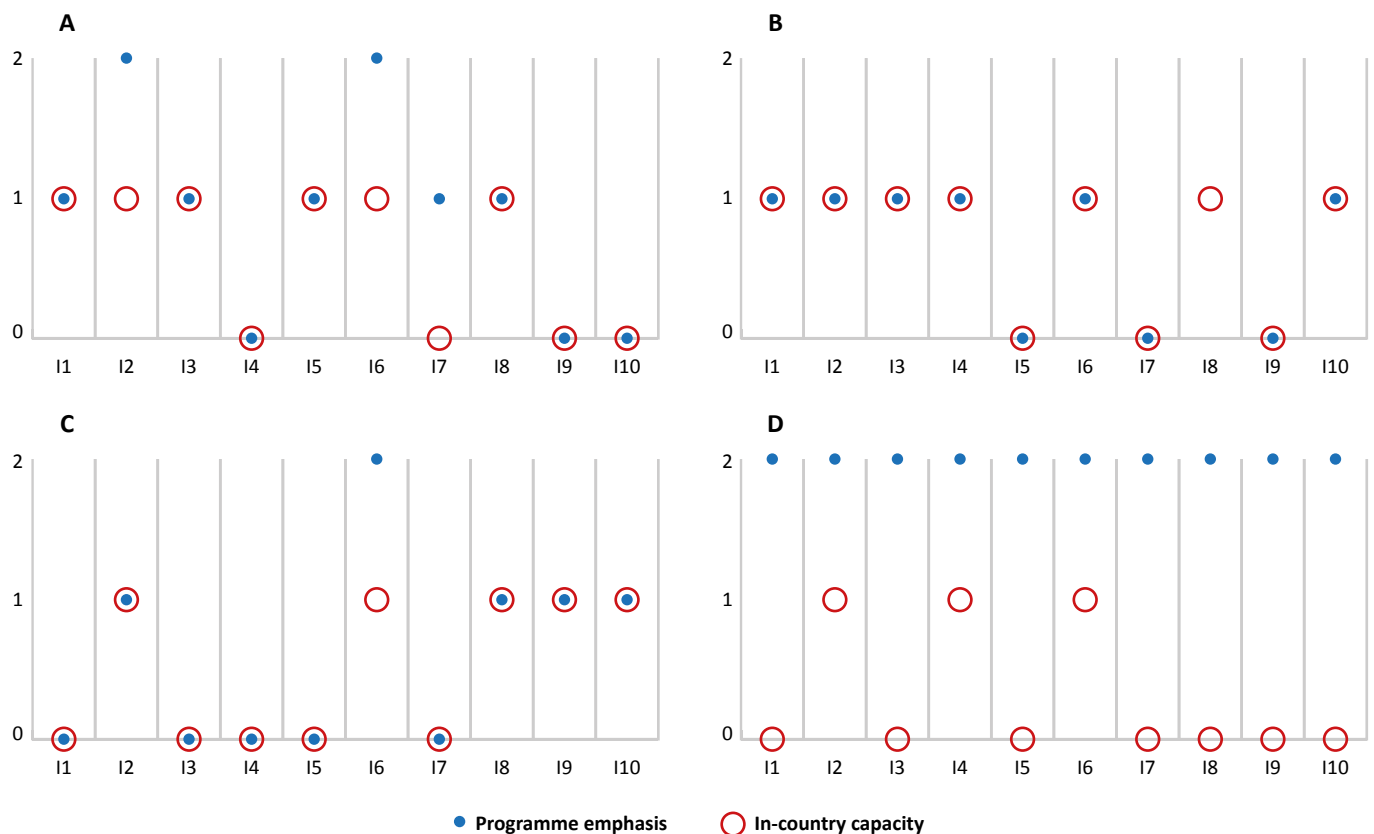 A
B
2
1
0
I1 I2 I3 I4 I5 I6 I7 I8 I9 I10
2
1
0
I1 I2 I3 I4 I5 I6 I7 I8 I9 I10
C
D
2
1
0
I1 I2 I3 I4 I5 I6 I7 I8 I9 I10
2
1
0
I1 I2 I3 I4 I5 I6 I7 I8 I9 I10
Programme emphasis
In-country capacity